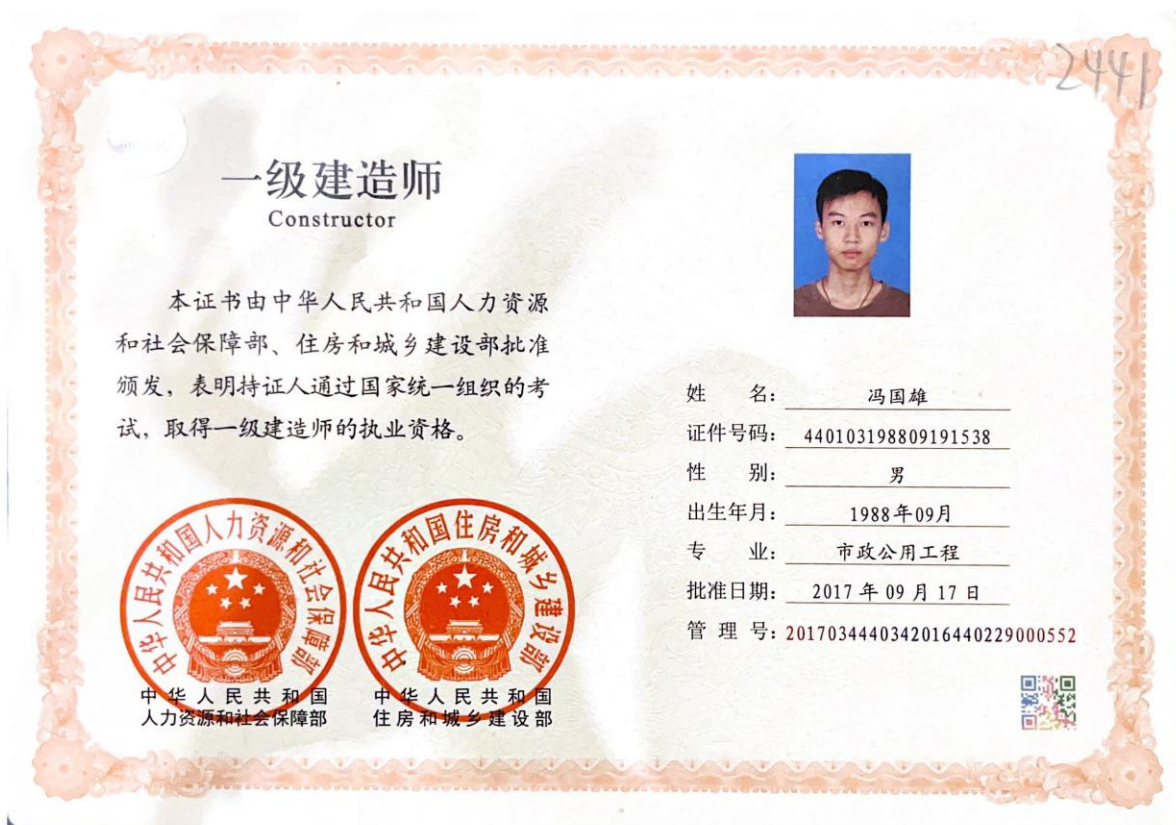 2441
一级建造师
Constructor
本证书由中华人民共和国人力资源
和社会保障部、住房和城乡建设部批准
颁发，表明持证人通过国家统一组织的考
试，取得一级建造师的执业资格。
中华人民共和国人力资源和社会保障部
中华人民共和国
人力资源和社会保障部
中华人民共和国住房和城乡建设部
中华人民共和国
住房和城乡建设部
姓 名： 冯国雄
证件号码： 440103198809191538
性 别： 男
出生年月： 1988年09月
专 业： 市政公用工程
批准日期： 2017 年 09 月 17 日
管 理 号： 2017034440342016440229000552